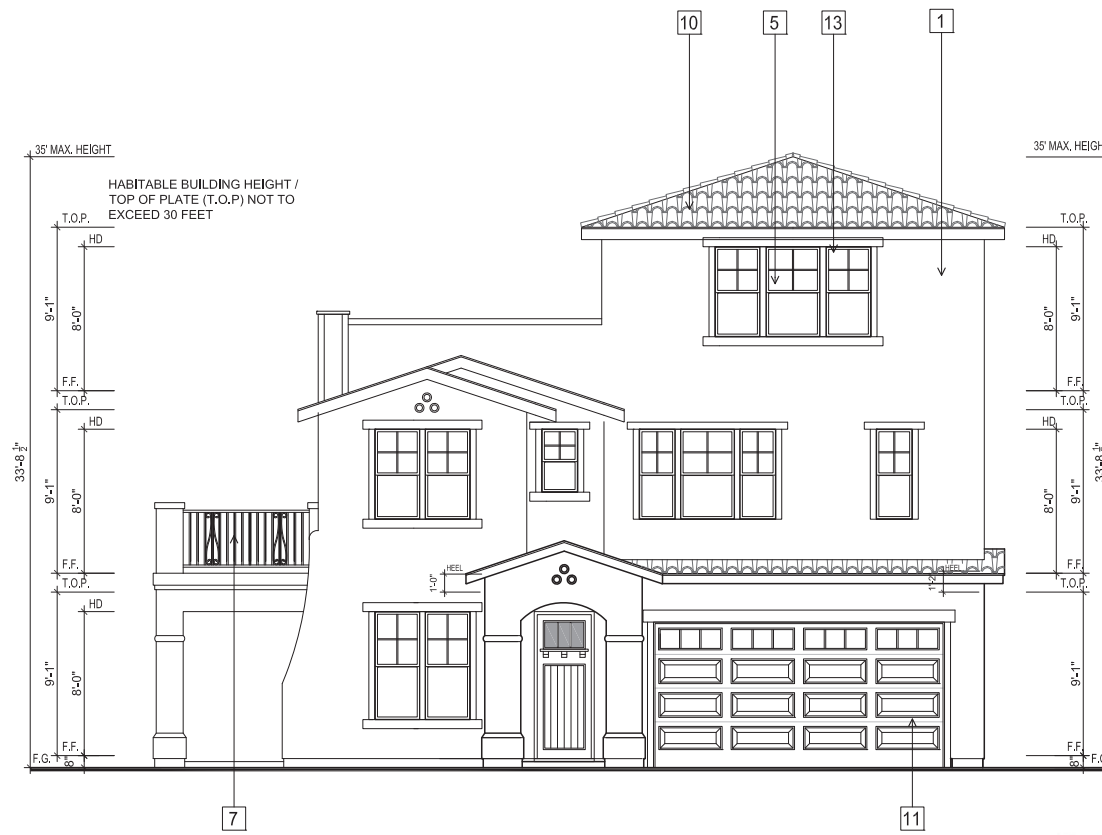 10
5
13
1
35' MAX. HEIGHT
35' MAX. HEIGH
HABITABLE BUILDING HEIGHT /
TOP OF PLATE (T.O.P) NOT TO
EXCEED 30 FEET
T.O.P.
T.O.P.
HD
HD
9'-1"
8'-0"
8'-0"
9'-1"
F.F.
F.F.
T.O.P.
T.O.P.
HD
HD
33'-8 1/2"
9'-1"
8'-0"
8'-0"
9'-1"
33'-8 1/2"
F.F.
F.F.
HEEL
HEEL
T.O.P.
T.O.P.
1'-0"
HD
9'-1"
8'-0"
9'-1"
F.F.
F.F.
F.G.
8"
8"
7
11